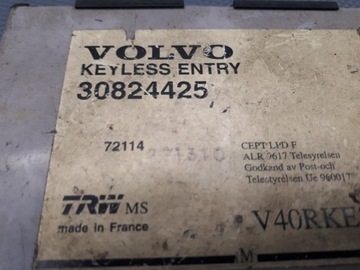 VOLVO
KEYLESS ENTRY
30824425
72114
CEPT LPD F
ALR 9617 Telestyrelsen
Godkand av Post-och
Telestyrelsen Ue 960017
TRW MS
made in France
V40RKE
M